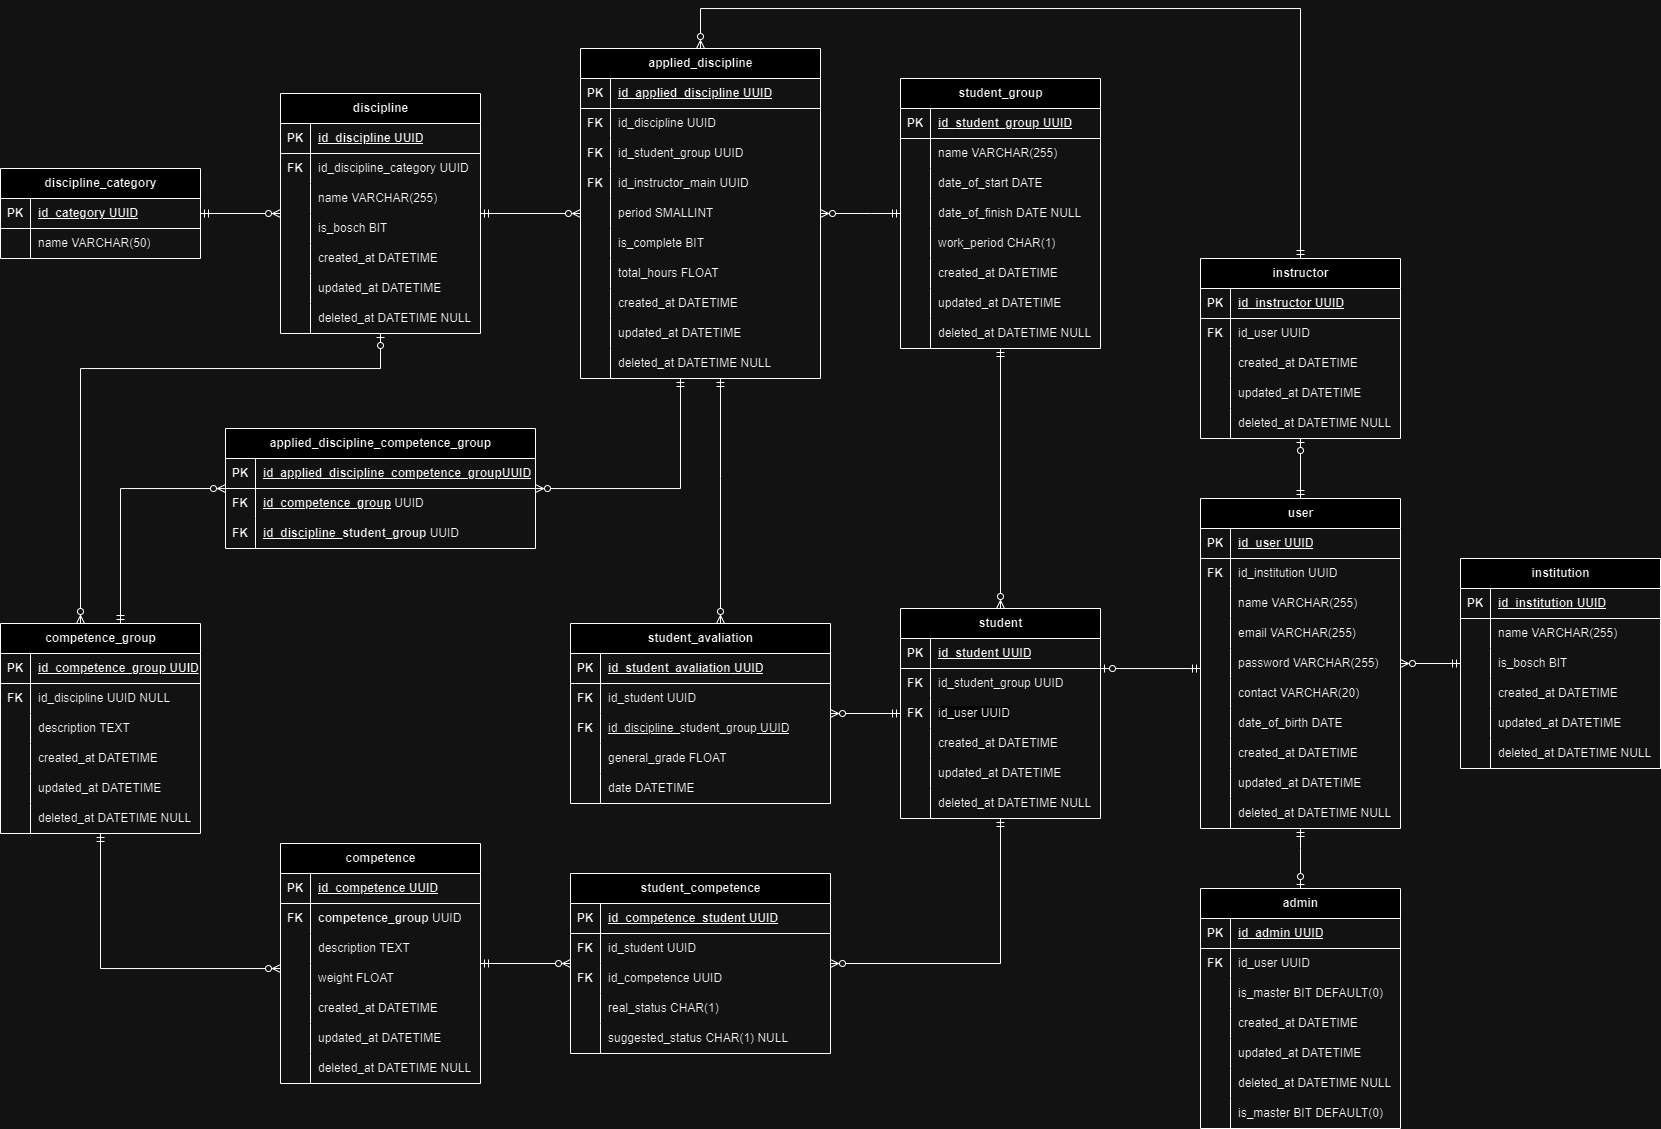 applied_discipline
PK id_applied_discipline UUID
FK id_discipline UUID
FK id_student_group UUID
FK id_instructor_main UUID
period SMALLINT
is_complete BIT
total_hours FLOAT
created_at DATETIME
updated_at DATETIME
deleted_at DATETIME NULL
student_group
PK id_student_group UUID
name VARCHAR(255)
date_of_start DATE
date_of_finish DATE NULL
work_period CHAR(1)
created_at DATETIME
updated_at DATETIME
deleted_at DATETIME NULL
discipline
PK id_discipline UUID
FK id_discipline_category UUID
name VARCHAR(255)
is_bosch BIT
created_at DATETIME
updated_at DATETIME
deleted_at DATETIME NULL
discipline_category
PK id_category UUID
name VARCHAR(50)
instructor
PK id_instructor UUID
FK id_user UUID
created_at DATETIME
updated_at DATETIME
deleted_at DATETIME NULL
applied_discipline_competence_group
PK id_applied_discipline_competence_groupUUID
FK id_competence_group UUID
FK id_discipline_student_group UUID
user
PK id_user UUID
FK id_institution UUID
name VARCHAR(255)
email VARCHAR(255)
password VARCHAR(255)
contact VARCHAR(20)
date_of_birth DATE
created_at DATETIME
updated_at DATETIME
deleted_at DATETIME NULL
institution
PK id_institution UUID
name VARCHAR(255)
is_bosch BIT
created_at DATETIME
updated_at DATETIME
deleted_at DATETIME NULL
competence_group
PK id_competence_group UUID
FK id_discipline UUID NULL
description TEXT
created_at DATETIME
updated_at DATETIME
deleted_at DATETIME NULL
student_avaliation
PK id_student_avaliation UUID
FK id_student UUID
FK id_discipline_student_group UUID
general_grade FLOAT
date DATETIME
student
PK id_student UUID
FK id_student_group UUID
FK id_user UUID
created_at DATETIME
updated_at DATETIME
deleted_at DATETIME NULL
competence
PK id_competence UUID
FK competence_group UUID
description TEXT
weight FLOAT
created_at DATETIME
updated_at DATETIME
deleted_at DATETIME NULL
student_competence
PK id_competence_student UUID
FK id_student UUID
FK id_competence UUID
real_status CHAR(1)
suggested_status CHAR(1) NULL
admin
PK id_admin UUID
FK id_user UUID
is_master BIT DEFAULT(0)
created_at DATETIME
updated_at DATETIME
deleted_at DATETIME NULL
is_master BIT DEFAULT(0)